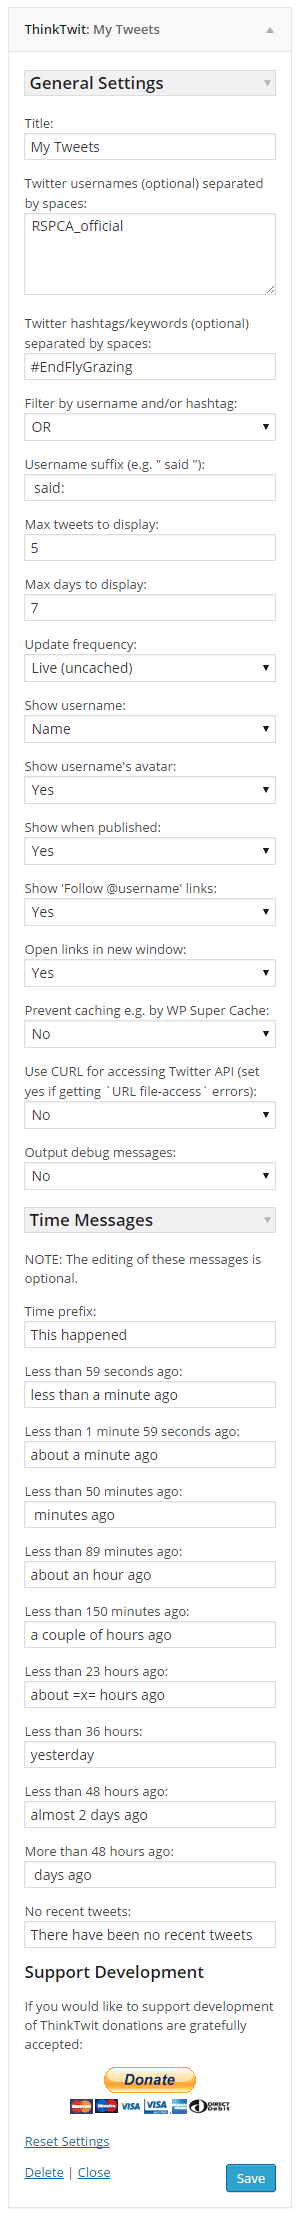 ThinkTwit: My Tweets
General Settings
Title:
My Tweets
Twitter usernames (optional) separated
by spaces:
RSPCA_official
Twitter hashtags/keywords (optional)
separated by spaces:
#EndFlyGrazing
Filter by username and/or hashtag:
OR
Username suffix (e.g. " said "):
said:
Max tweets to display:
5
Max days to display:
7
Update frequency:
Live (uncached)
Show username:
Name
Show username's avatar:
Yes
Show when published:
Yes
Show 'Follow @username' links:
Yes
Open links in new window:
Yes
Prevent caching e.g. by WP Super Cache:
No
Use CURL for accessing Twitter API (set
yes if getting `URL file-access` errors):
No
Output debug messages:
No
Time Messages
NOTE: The editing of these messages is
optional.
Time prefix:
This happened
Less than 59 seconds ago:
less than a minute ago
Less than 1 minute 59 seconds ago:
about a minute ago
Less than 50 minutes ago:
minutes ago
Less than 89 minutes ago:
about an hour ago
Less than 150 minutes ago:
a couple of hours ago
Less than 23 hours ago:
about =x= hours ago
Less than 36 hours:
yesterday
Less than 48 hours ago:
almost 2 days ago
More than 48 hours ago:
days ago
No recent tweets:
There have been no recent tweets
Support Development
If you would like to support development
of ThinkTwit donations are gratefully
accepted:
Donate
MasterCard Maestro VISA VISA DIRECT Debit
Reset Settings
Delete | Close
Save